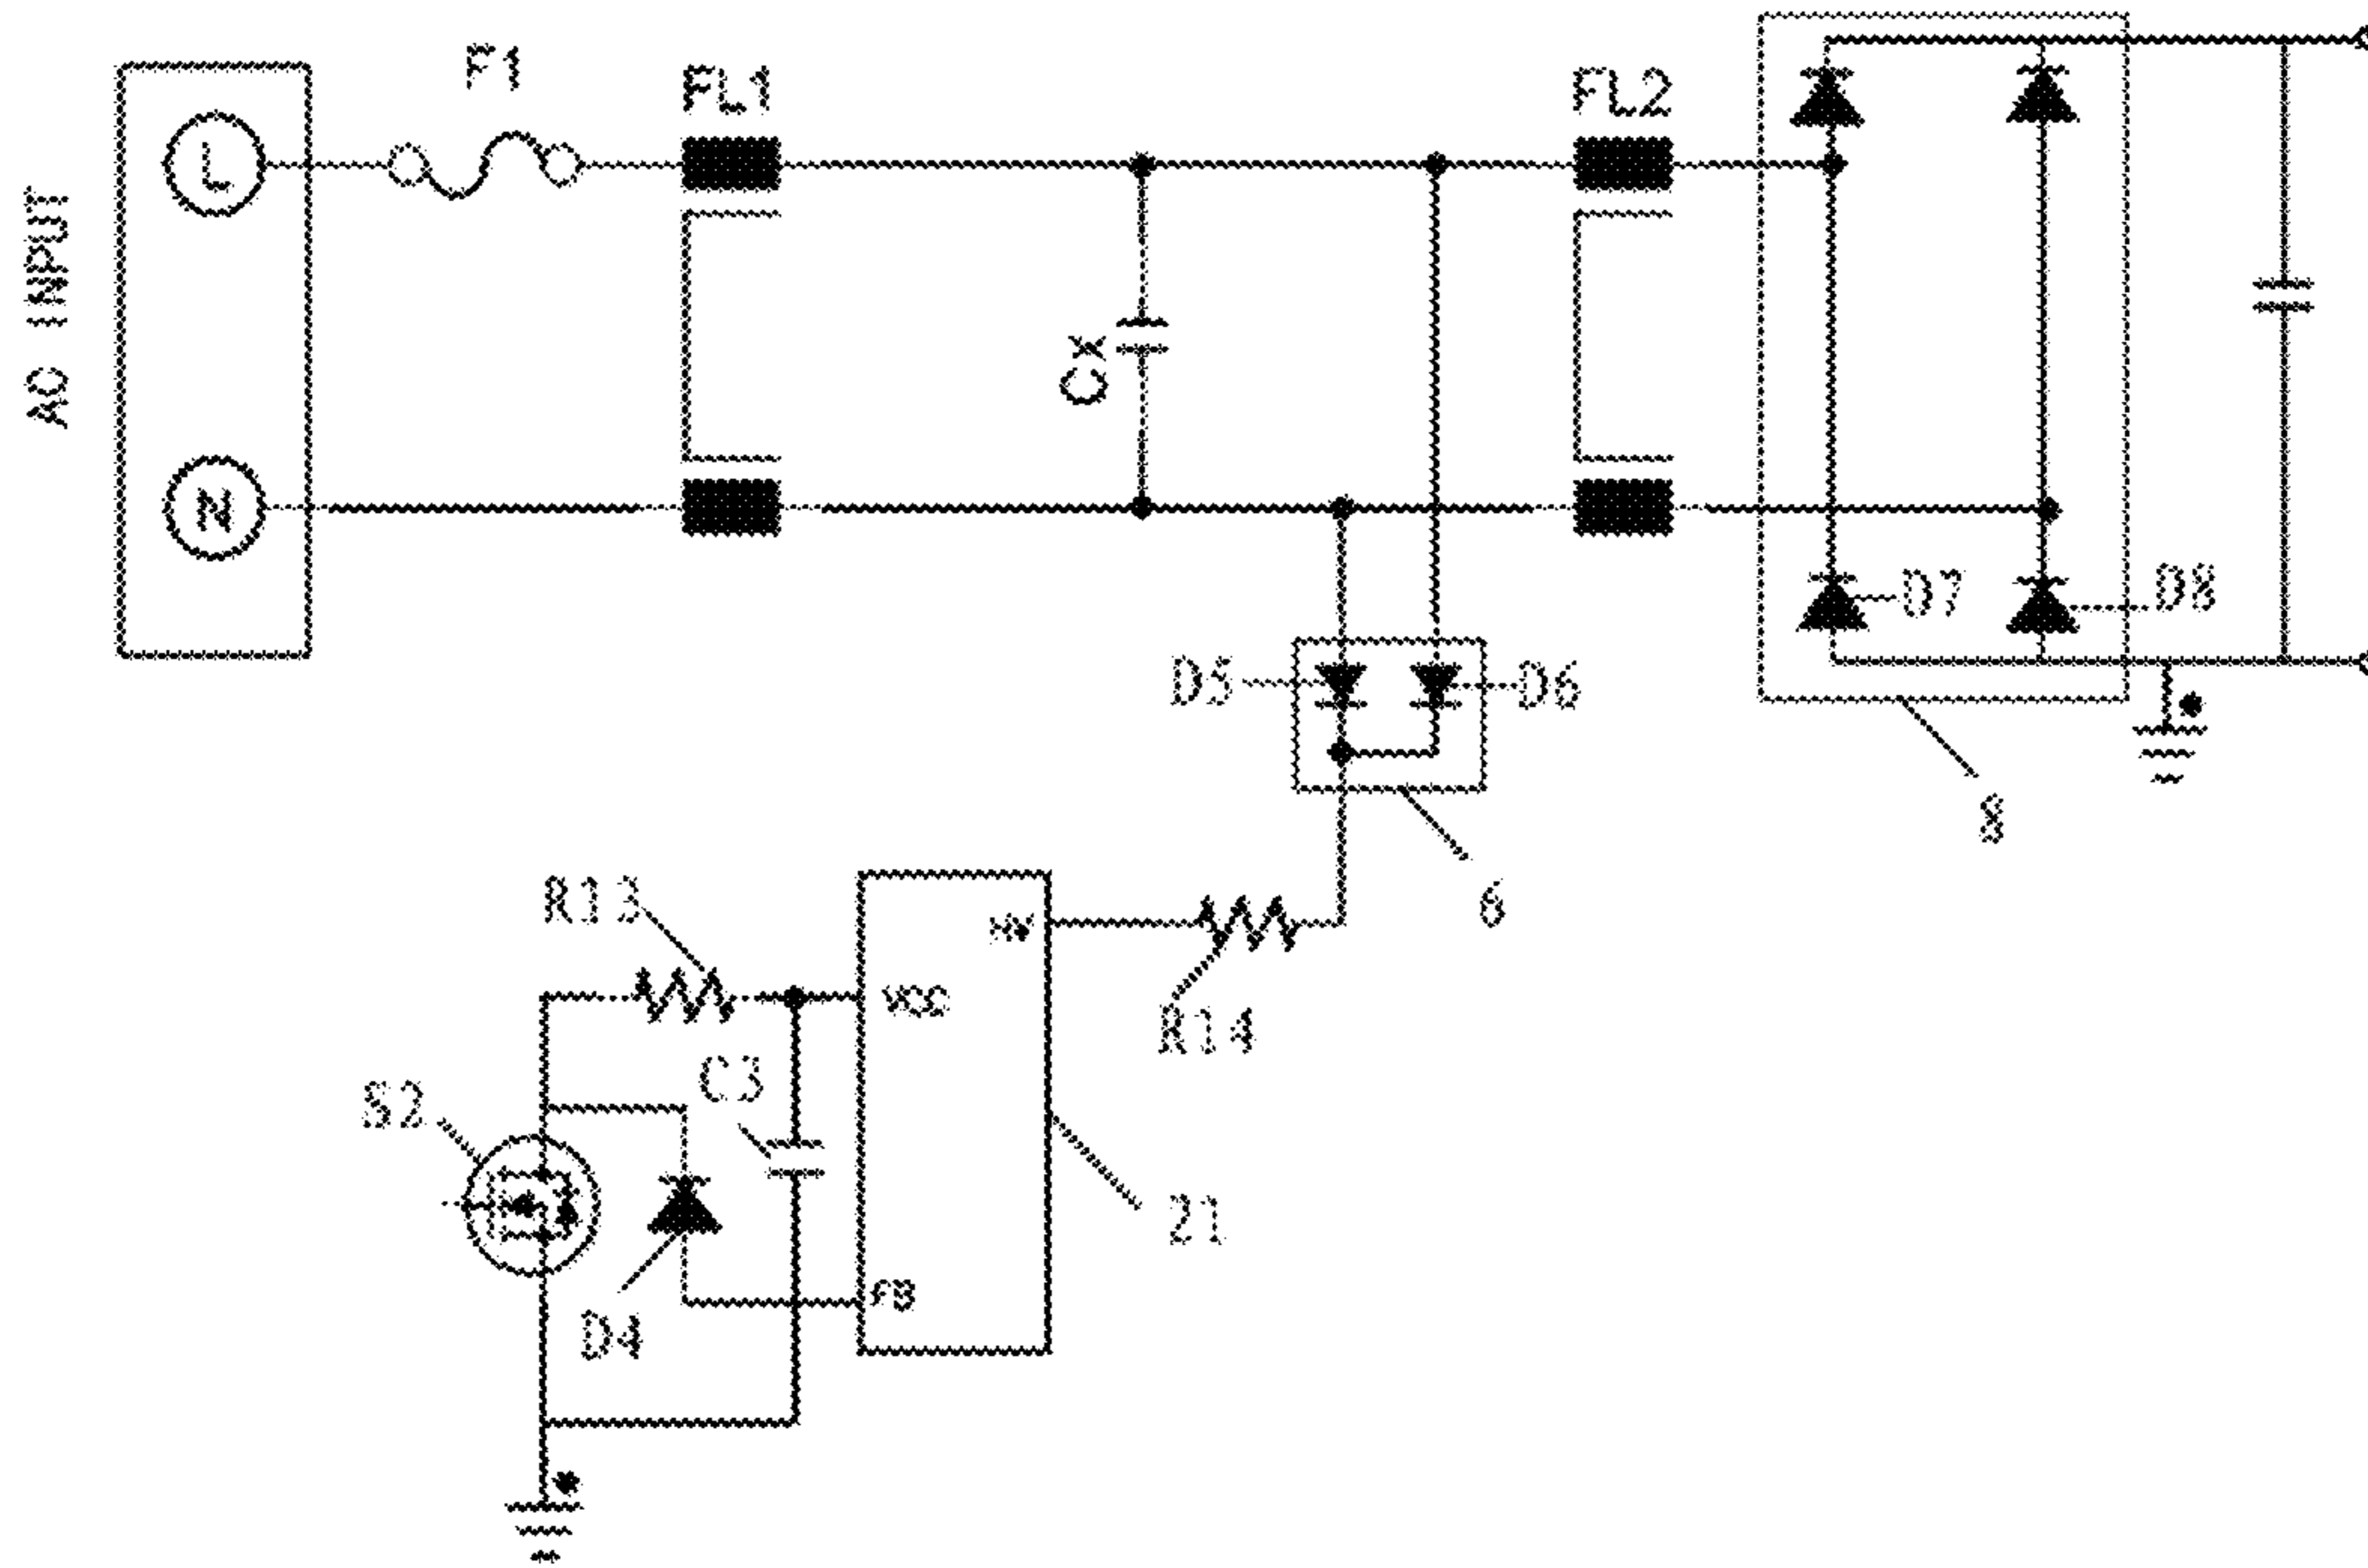 AC INPUT
L
N
F1
FL1
FL2
Cx
D7
D8
D5
D6
8
6
R13
HV
VCC
R14
C3
S2
21
FB
D4